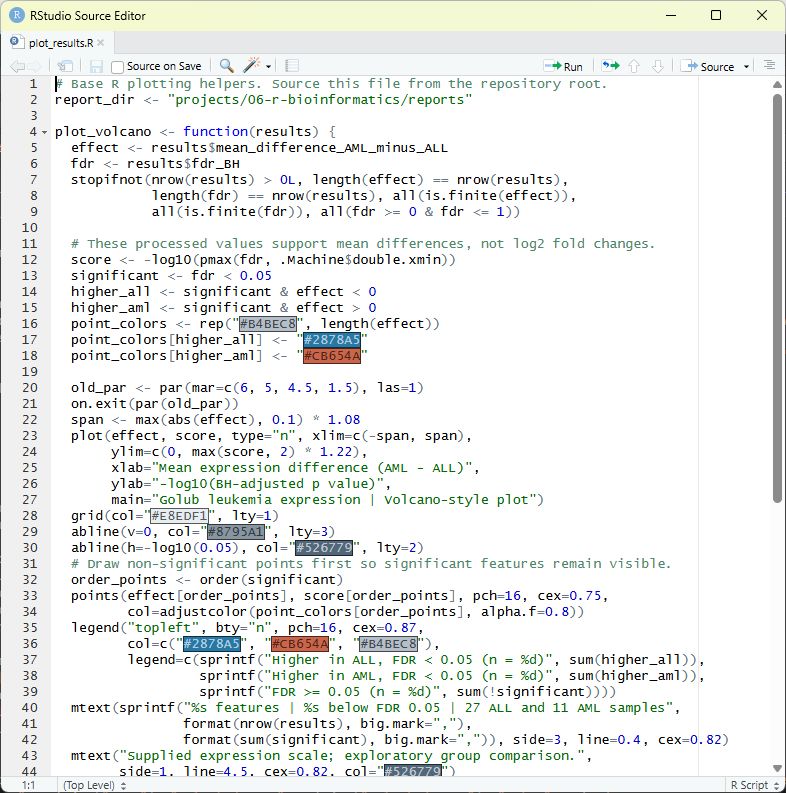 RStudio Source Editor
plot_results.R
Source on Save
Run
Source
1 # Base R plotting helpers. Source this file from the repository root.
2 report_dir <- "projects/06-r-bioinformatics/reports"
3
4 plot_volcano <- function(results) {
5   effect <- results$mean_difference_AML_minus_ALL
6   fdr <- results$fdr_BH
7   stopifnot(nrow(results) > 0L, length(effect) == nrow(results),
8             length(fdr) == nrow(results), all(is.finite(effect)),
9             all(is.finite(fdr)), all(fdr >= 0 & fdr <= 1))
10
11   # These processed values support mean differences, not log2 fold changes.
12   score <- -log10(pmax(fdr, .Machine$double.xmin))
13   significant <- fdr < 0.05
14   higher_all <- significant & effect < 0
15   higher_aml <- significant & effect > 0
16   point_colors <- rep("#B4BEC8", length(effect))
17   point_colors[higher_all] <- "#2878A5"
18   point_colors[higher_aml] <- "#CB654A"
19
20   old_par <- par(mar=c(6, 5, 4.5, 1.5), las=1)
21   on.exit(par(old_par))
22   span <- max(abs(effect), 0.1) * 1.08
23   plot(effect, score, type="n", xlim=c(-span, span),
24        ylim=c(0, max(score, 2) * 1.22),
25        xlab="Mean expression difference (AML - ALL)",
26        ylab="-log10(BH-adjusted p value)",
27        main="Golub leukemia expression | Volcano-style plot")
28   grid(col="#E8EDF1", lty=1)
29   abline(v=0, col="#8795A1", lty=3)
30   abline(h=-log10(0.05), col="#526779", lty=2)
31   # Draw non-significant points first so significant features remain visible.
32   order_points <- order(significant)
33   points(effect[order_points], score[order_points], pch=16, cex=0.75,
34          col=adjustcolor(point_colors[order_points], alpha.f=0.8))
35   legend("topleft", bty="n", pch=16, cex=0.87,
36          col=c("#2878A5", "#CB654A", "#B4BEC8"),
37          legend=c(sprintf("Higher in ALL, FDR < 0.05 (n = %d)", sum(higher_all)),
38                   sprintf("Higher in AML, FDR < 0.05 (n = %d)", sum(higher_aml)),
39                   sprintf("FDR >= 0.05 (n = %d)", sum(!significant))))
40   mtext(sprintf("%s features | %s below FDR 0.05 | 27 ALL and 11 AML samples",
41                 format(nrow(results), big.mark=","),
42                 format(sum(significant), big.mark=",")), side=3, line=0.4, cex=0.82)
43   mtext("Supplied expression scale; exploratory group comparison.",
44         side=1, line=4.5, cex=0.82, col="#526779")
1:1 (Top Level) R Script